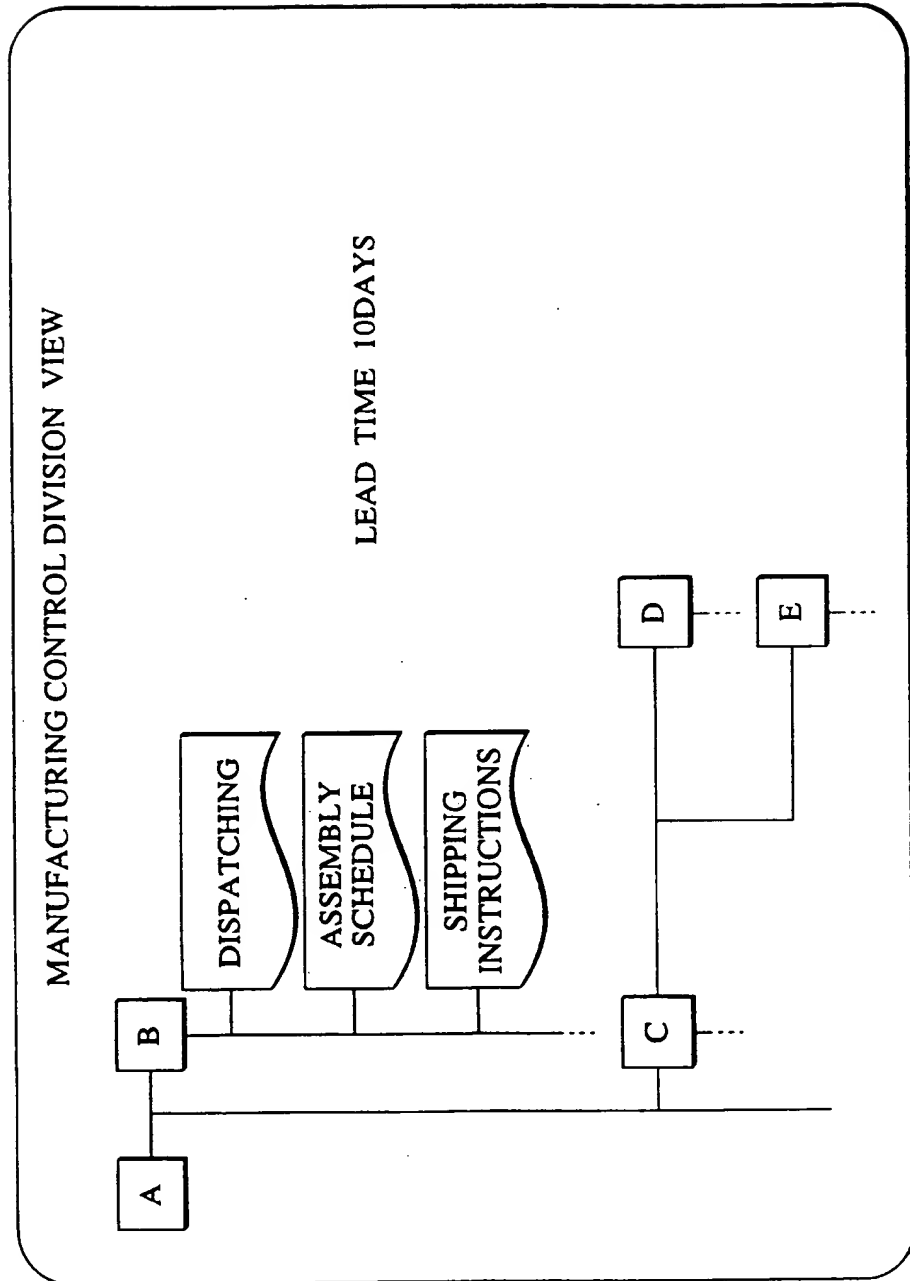 MANUFACTURING CONTROL DIVISION VIEW
A
B
DISPATCHING
ASSEMBLY
SCHEDULE
SHIPPING
INSTRUCTIONS
LEAD TIME 10DAYS
C
D
E